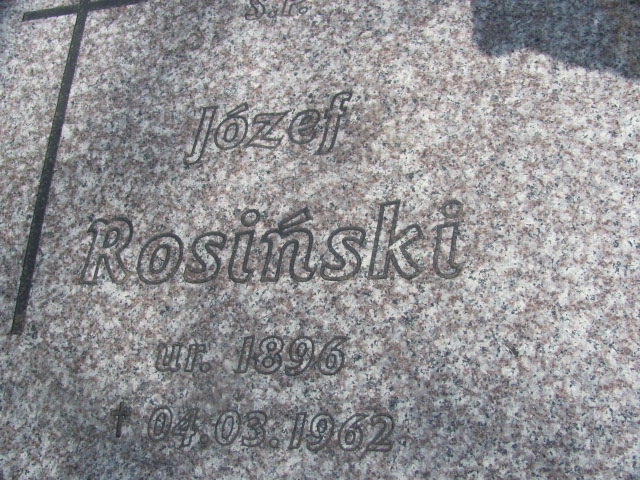 Ś.P.
Józef
Rosiński
ur. 1896
† 04.03.1962